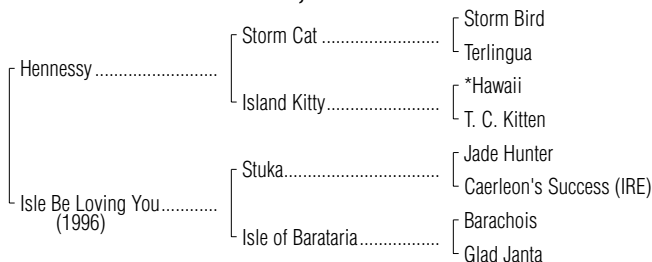 Storm Bird
Storm Cat ........................
Terlingua
Hennessy ..........................
*Hawaii
Island Kitty........................
T. C. Kitten
Jade Hunter
Stuka.................................
Caerleon's Success (IRE)
Isle Be Loving You............
(1996)
Barachois
Isle of Barataria.................
Glad Janta